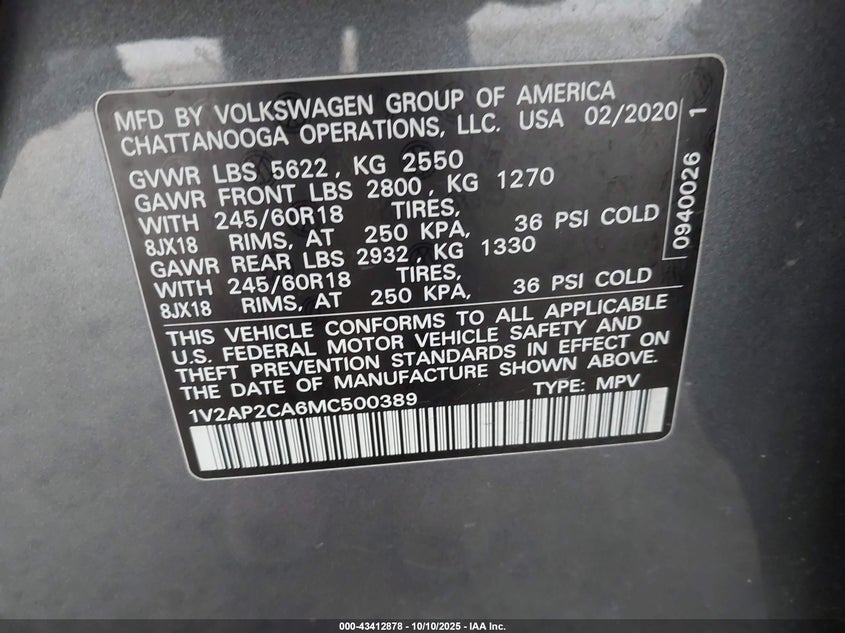 MFD BY VOLKSWAGEN GROUP OF AMERICA
CHATTANOOGA OPERATIONS, LLC. USA 02/2020
GVWR LBS 5622, KG 2550
GAWR FRONT LBS 2800, KG 1270
WITH 245/60R18 TIRES,
8JX18 RIMS, AT 250 KPA, 36 PSI COLD
GAWR REAR LBS 2932, KG 1330
WITH 245/60R18 TIRES,
8JX18 RIMS, AT 250 KPA, 36 PSI COLD
THIS VEHICLE CONFORMS TO ALL APPLICABLE
U.S. FEDERAL MOTOR VEHICLE SAFETY AND
THEFT PREVENTION STANDARDS IN EFFECT ON
THE DATE OF MANUFACTURE SHOWN ABOVE.
1V2AP2CA6MC500389 TYPE: MPV
0940026 1
000-43412878 - 10/10/2025 - IAA Inc.